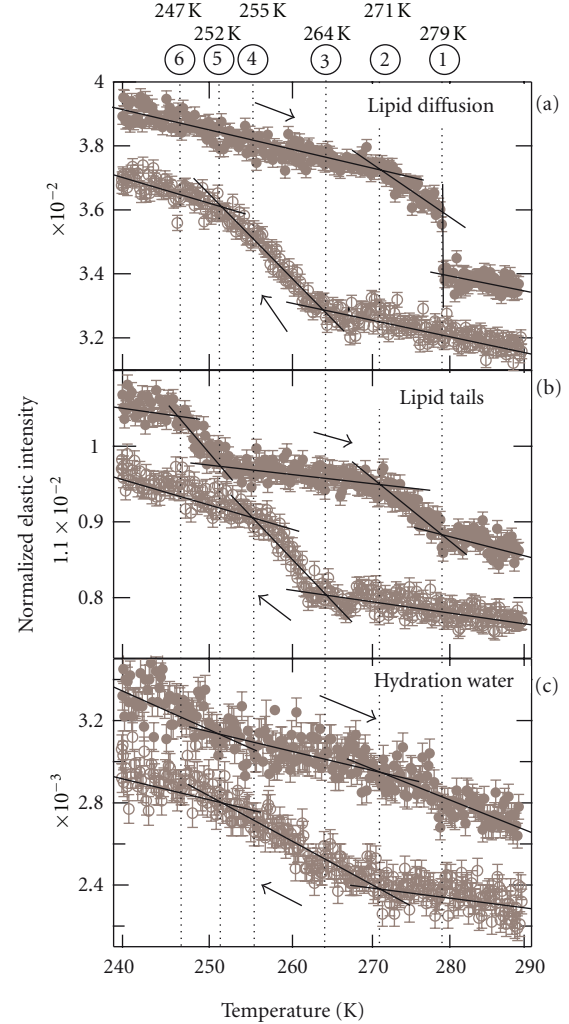 247 K 255 K 271 K
252 K 264 K 279 K
6 5 4 3 2 1
4
3.8
3.6
3.4
3.2
×10−2
Lipid diffusion
(a)
1
0.9
0.8
1.1 × 10−2
Normalized elastic intensity
Lipid tails
(b)
3.2
2.8
2.4
×10−3
Hydration water
(c)
240 250 260 270 280 290
Temperature (K)